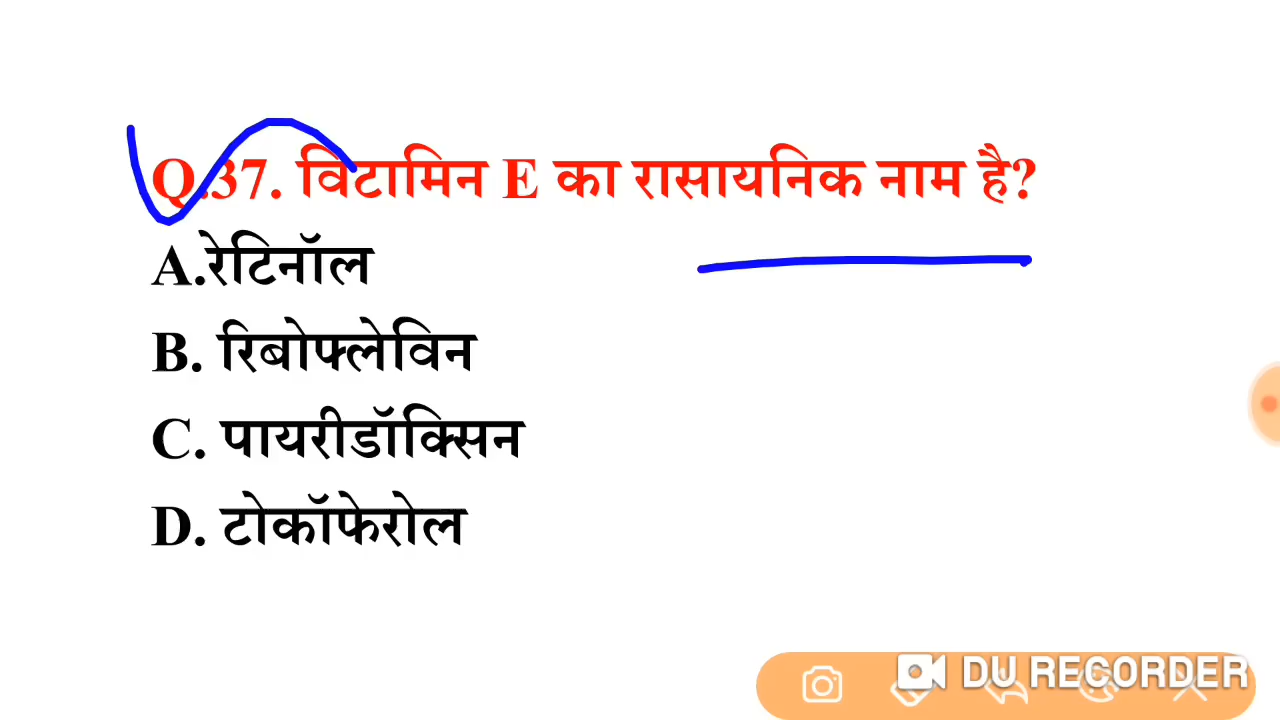 Q.37. विटामिन E का रासायनिक नाम है?
A.रेटिनॉल
B. रिबोफ्लेविन
C. पायरीडॉक्सिन
D. टोकॉफेरोल
DU RECORDER